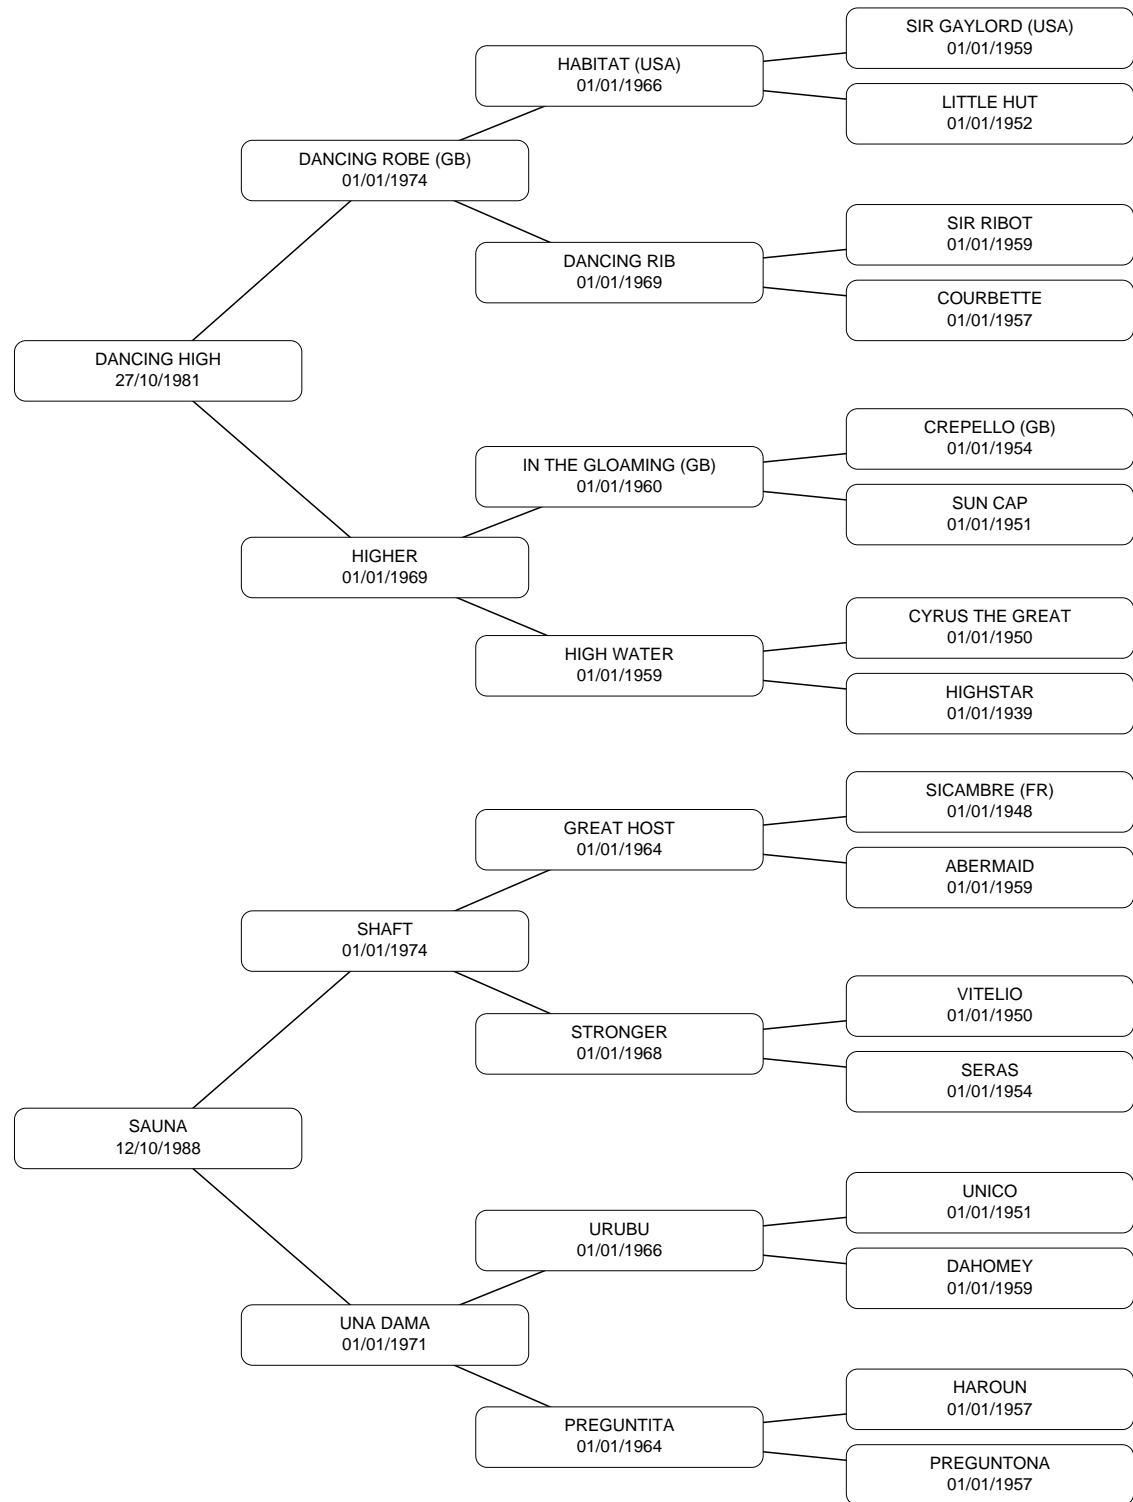 SIR GAYLORD (USA)
01/01/1959
HABITAT (USA)
01/01/1966
LITTLE HUT
01/01/1952
DANCING ROBE (GB)
01/01/1974
SIR RIBOT
01/01/1959
DANCING RIB
01/01/1969
COURBETTE
01/01/1957
DANCING HIGH
27/10/1981
CREPELLO (GB)
01/01/1954
IN THE GLOAMING (GB)
01/01/1960
SUN CAP
01/01/1951
HIGHER
01/01/1969
CYRUS THE GREAT
01/01/1950
HIGH WATER
01/01/1959
HIGHSTAR
01/01/1939
SICAMBRE (FR)
01/01/1948
GREAT HOST
01/01/1964
ABERMAID
01/01/1959
SHAFT
01/01/1974
VITELIO
01/01/1950
STRONGER
01/01/1968
SERAS
01/01/1954
SAUNA
12/10/1988
UNICO
01/01/1951
URUBU
01/01/1966
DAHOMEY
01/01/1959
UNA DAMA
01/01/1971
HAROUN
01/01/1957
PREGUNTITA
01/01/1964
PREGUNTONA
01/01/1957